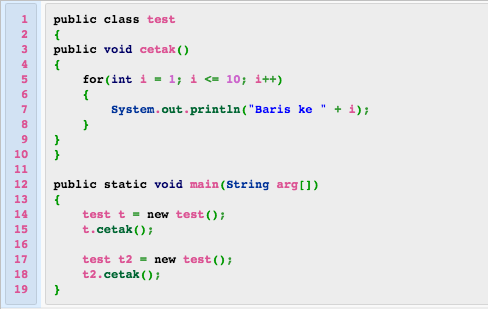 1 public class test
2 {
3 public void cetak()
4 {
5 for(int i = 1; i <= 10; i++)
6 {
7 System.out.println("Baris ke " + i);
8 }
9 }
10 }
11
12 public static void main(String arg[])
13 {
14 test t = new test();
15 t.cetak();
16
17 test t2 = new test();
18 t2.cetak();
19 }